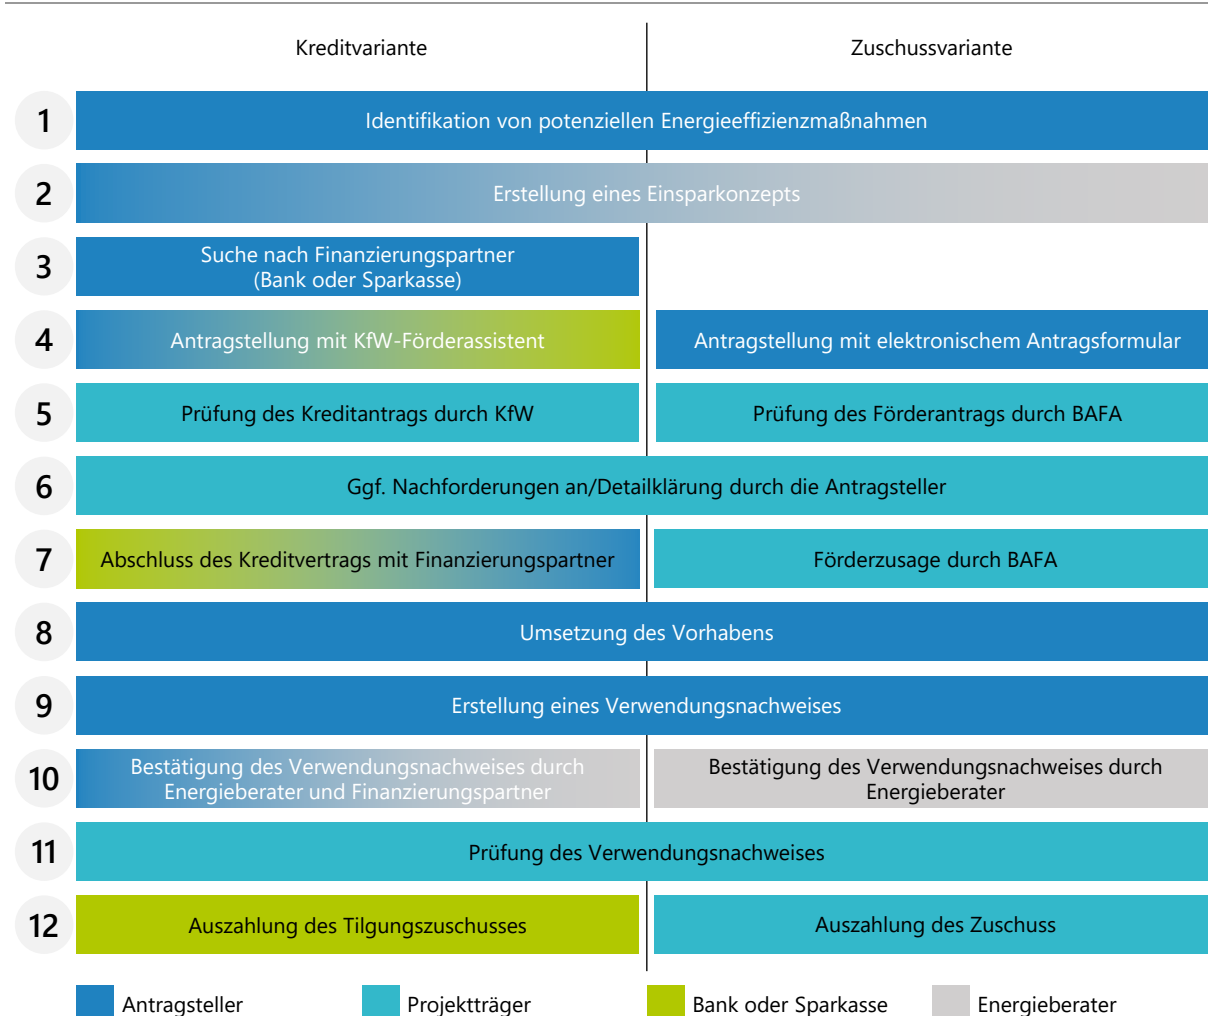 Kreditvariante
Zuschussvariante
1
Identifikation von potenziellen Energieeffizienzmaßnahmen
2
Erstellung eines Einsparkonzepts
3
Suche nach Finanzierungspartner
(Bank oder Sparkasse)
4
Antragstellung mit KfW-Förderassistent
Antragstellung mit elektronischem Antragsformular
5
Prüfung des Kreditantrags durch KfW
Prüfung des Förderantrags durch BAFA
6
Ggf. Nachforderungen an/Detailklärung durch die Antragsteller
7
Abschluss des Kreditvertrags mit Finanzierungspartner
Förderzusage durch BAFA
8
Umsetzung des Vorhabens
9
Erstellung eines Verwendungsnachweises
10
Bestätigung des Verwendungsnachweises durch
Energieberater und Finanzierungspartner
Bestätigung des Verwendungsnachweises durch
Energieberater
11
Prüfung des Verwendungsnachweises
12
Auszahlung des Tilgungszuschusses
Auszahlung des Zuschuss
Antragsteller
Projektträger
Bank oder Sparkasse
Energieberater